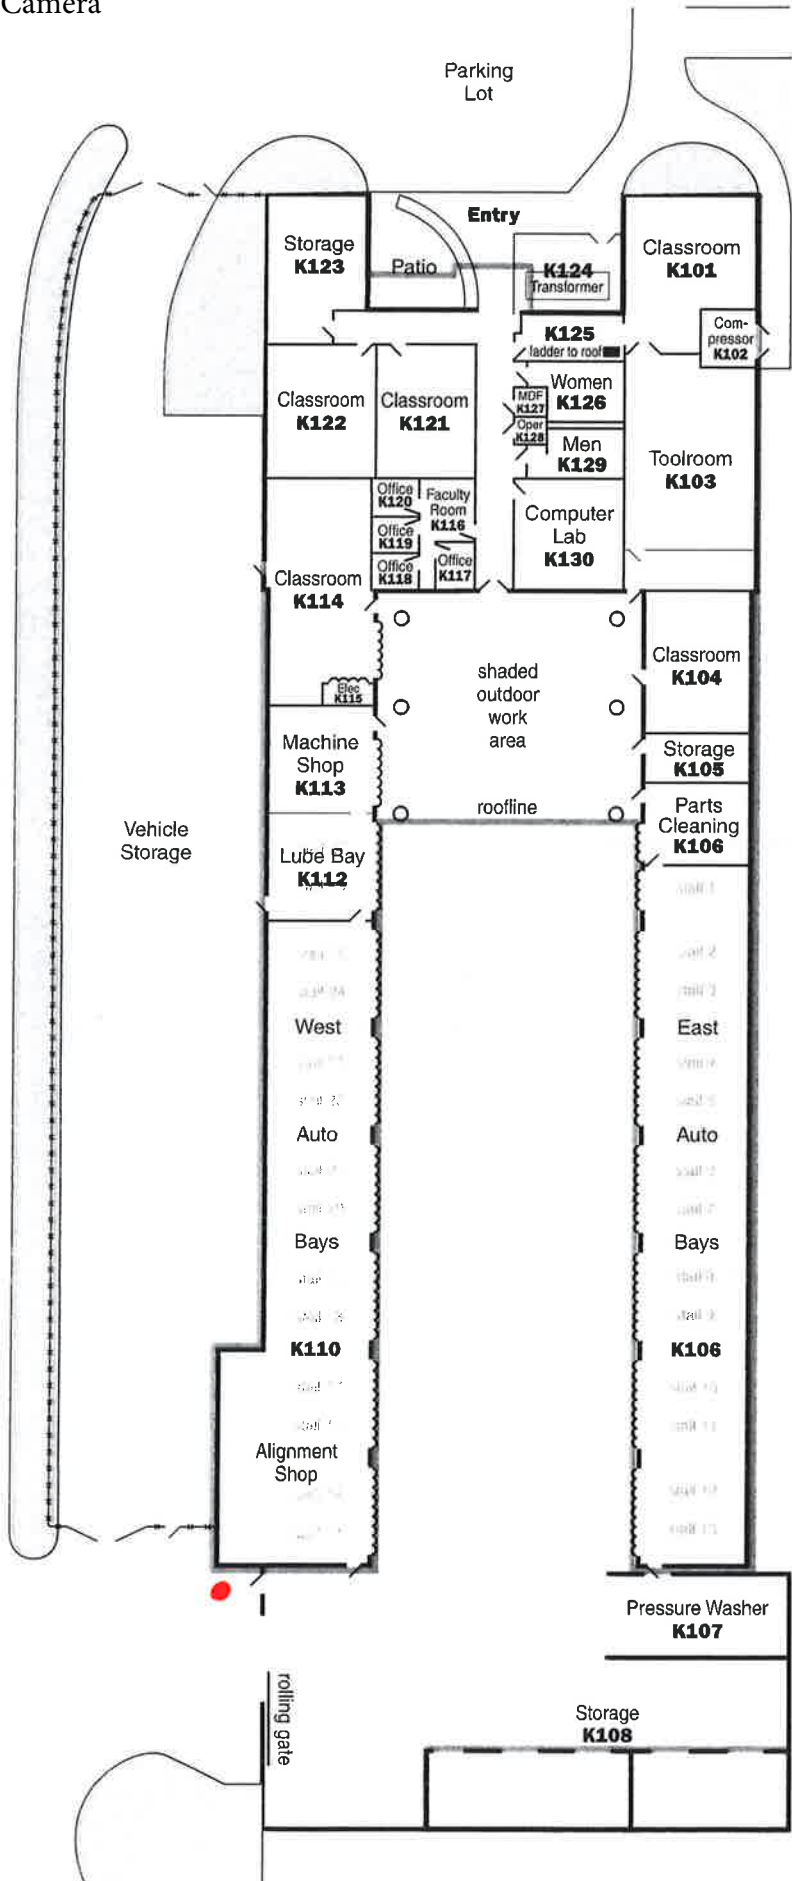 Camera
Parking
Lot
Entry
Storage
K123
Patio
K124
Transformer
Classroom
K101
Com-
pressor
K102
K125
ladder to roof
Women
K126
MDF
K127
Oper
K128
Men
K129
Classroom
K122
Classroom
K121
Toolroom
K103
Office
K120
Faculty
Room
K116
Office
K119
Office
K118
Office
K117
Computer
Lab
K130
Classroom
K114
Elec
K115
shaded
outdoor
work
area
Classroom
K104
Machine
Shop
K113
Storage
K105
roofline
Parts
Cleaning
K106
Vehicle
Storage
Lube Bay
K112
West
Auto
Bays
K110
East
Auto
Bays
K106
Alignment
Shop
Pressure Washer
K107
rolling gate
Storage
K108